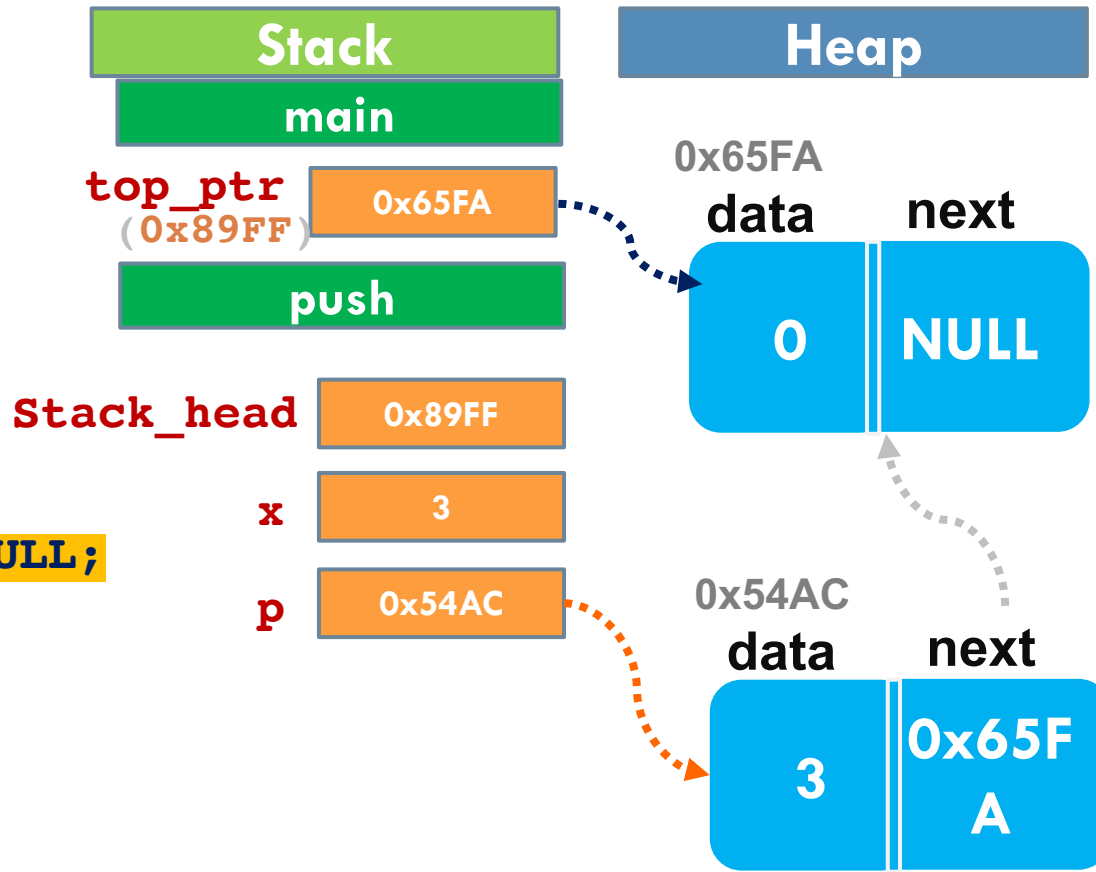 Stack
Heap
main
top_ptr
(0x89FF)
0x65FA
0x65FA
data next
0 NULL
push
Stack_head
0x89FF
x
3
ULL;
p
0x54AC
0x54AC
data next
3
0x65F
A